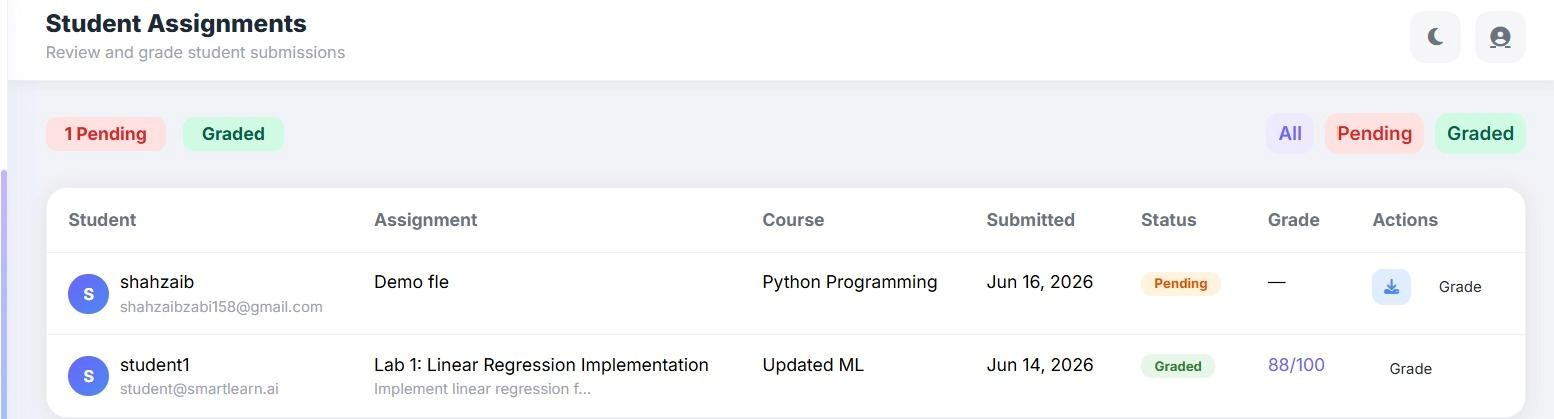 Student Assignments
Review and grade student submissions
1 Pending Graded All Pending Graded
Student Assignment Course Submitted Status Grade Actions
S shahzaib Demo fle Python Programming Jun 16, 2026 Pending — Grade
shahzaibzabi158@gmail.com
S student1 Lab 1: Linear Regression Implementation Updated ML Jun 14, 2026 Graded 88/100 Grade
student@smartlearn.ai Implement linear regression f...